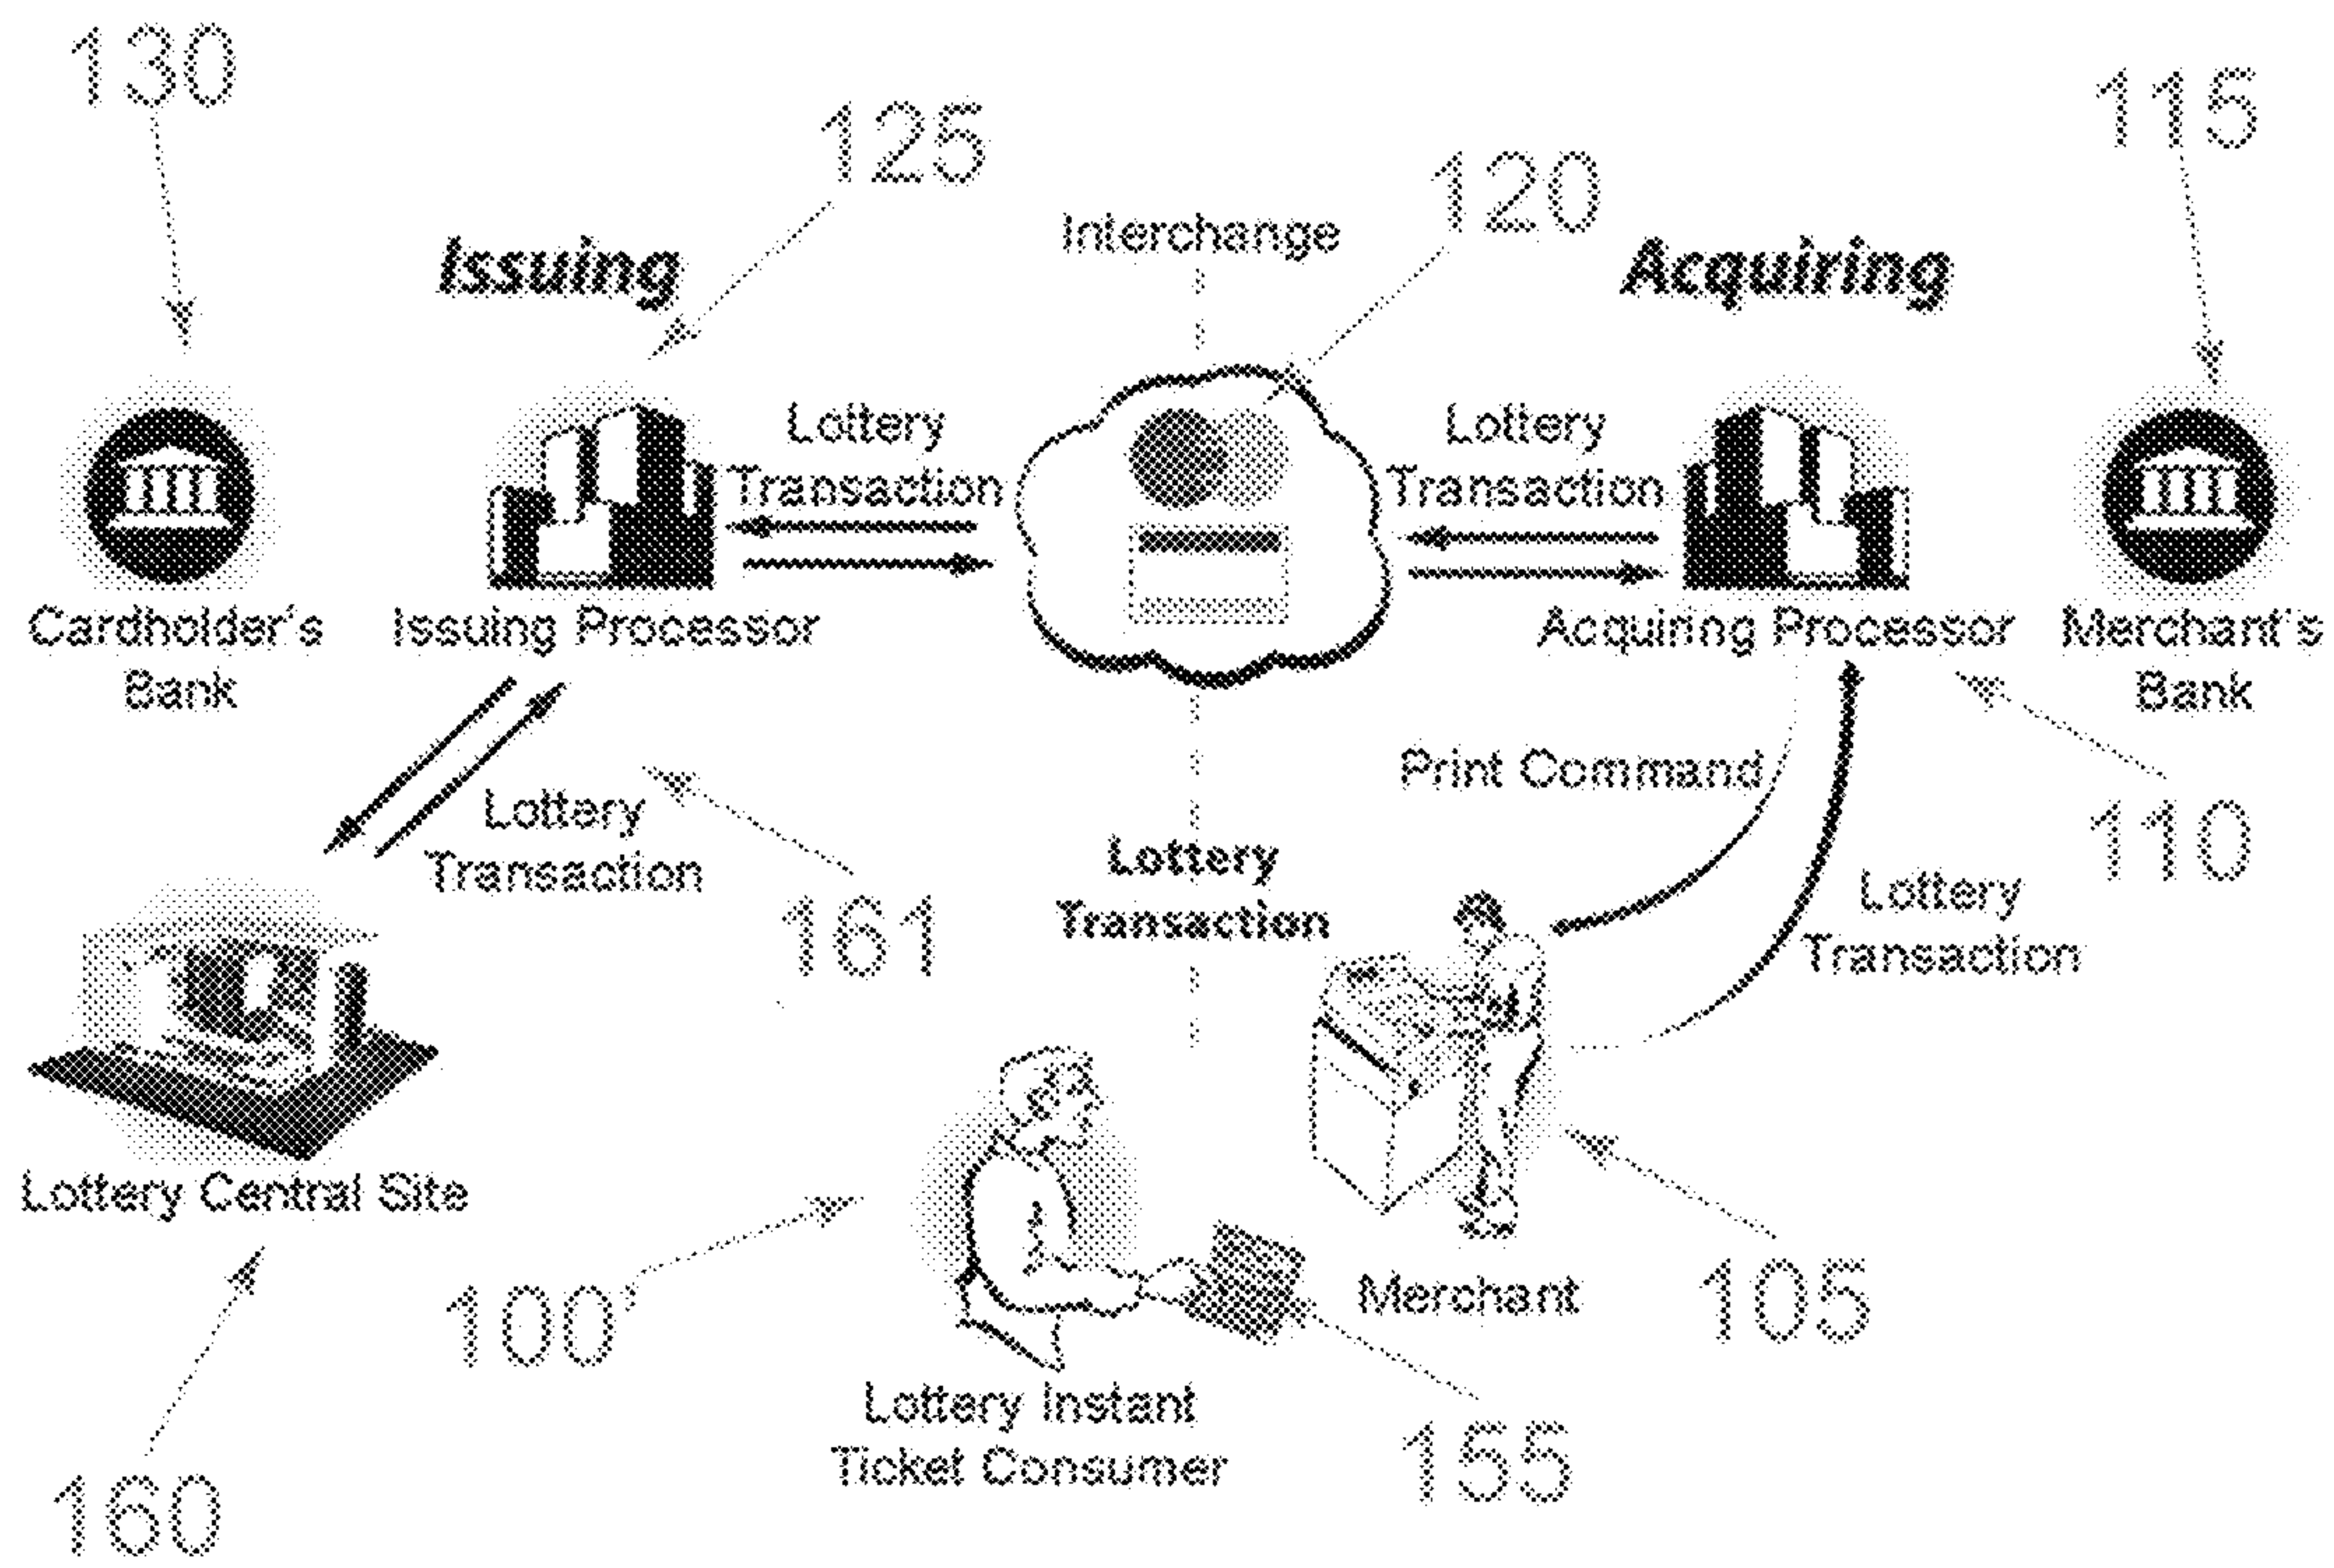 130
125
115
120
Interchange
Issuing
Acquiring
Lottery
Transaction
Lottery
Transaction
Cardholder's
Bank
Issuing Processor
Acquiring Processor
Merchant's
Bank
Print Command
110
Lottery
Transaction
161
Lottery
Transaction
Lottery
Transaction
Lottery Central Site
100'
Merchant
105
Lottery Instant
Ticket Consumer
155
160